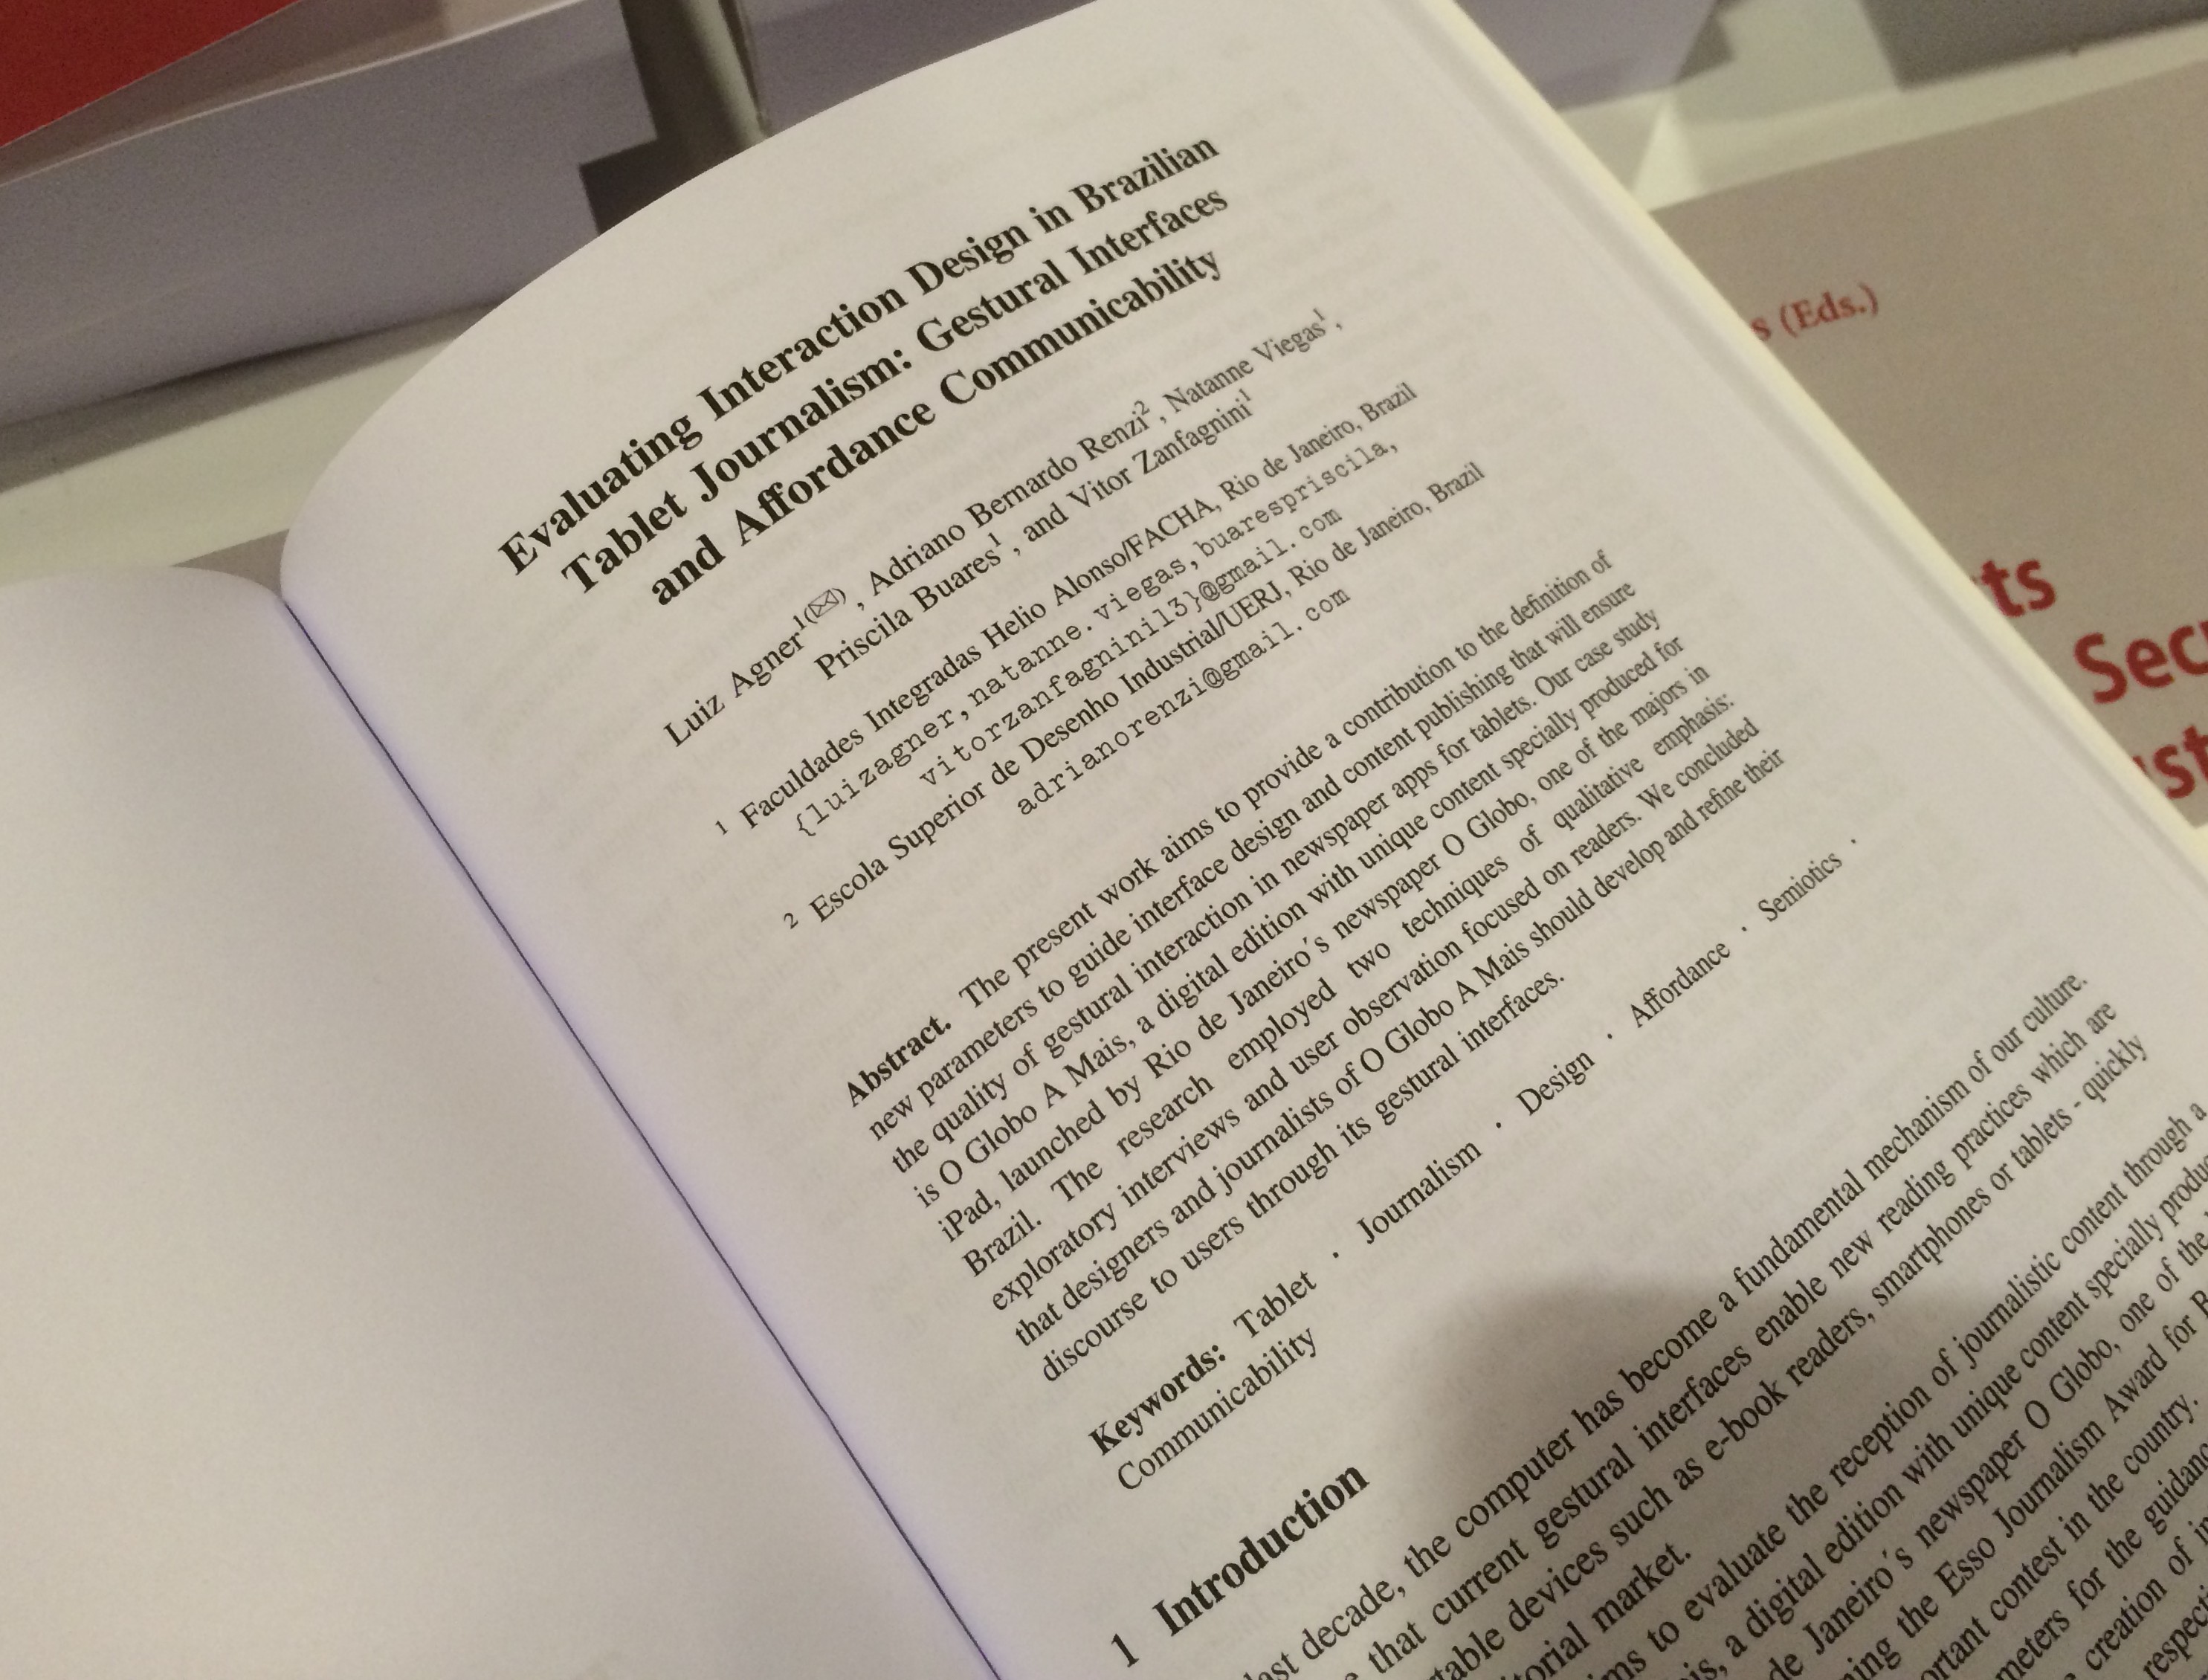 Evaluating Interaction Design in Brazilian
Tablet Journalism: Gestural Interfaces
and Affordance Communicability
Luiz Agner1(✉), Adriano Bernardo Renzi2, Natanne Viegas1,
Priscila Buares1, and Vitor Zanfagnini1
1 Faculdades Integradas Helio Alonso/FACHA, Rio de Janeiro, Brazil
{luizagner,natanne.viegas,buarespriscila,
vitorzanfagnini13}@gmail.com
2 Escola Superior de Desenho Industrial/UERJ, Rio de Janeiro, Brazil
adrianorenzi@gmail.com
Abstract. The present work aims to provide a contribution to the definition of
new parameters to guide interface design and content publishing that will ensure
the quality of gestural interaction in newspaper apps for tablets. Our case study
is O Globo A Mais, a digital edition with unique content specially produced for
iPad, launched by Rio de Janeiro´s newspaper O Globo, one of the majors in
Brazil. The research employed two techniques of qualitative emphasis:
exploratory interviews and user observation focused on readers. We concluded
that designers and journalists of O Globo A Mais should develop and refine their
discourse to users through its gestural interfaces.
Keywords: Tablet · Journalism · Design · Affordance · Semiotics ·
Communicability
1 Introduction
last decade, the computer has become a fundamental mechanism of our culture.
that current gestural interfaces enable new reading practices which are
devices such as e-book readers, smartphones or tablets - quickly
market.
to evaluate the reception of journalistic content through a
a digital edition with unique content specially
de Janeiro´s newspaper O Globo, one of the
the Esso Journalism Award for
contest in the country.
for the guidance
creation of
s (Eds.)